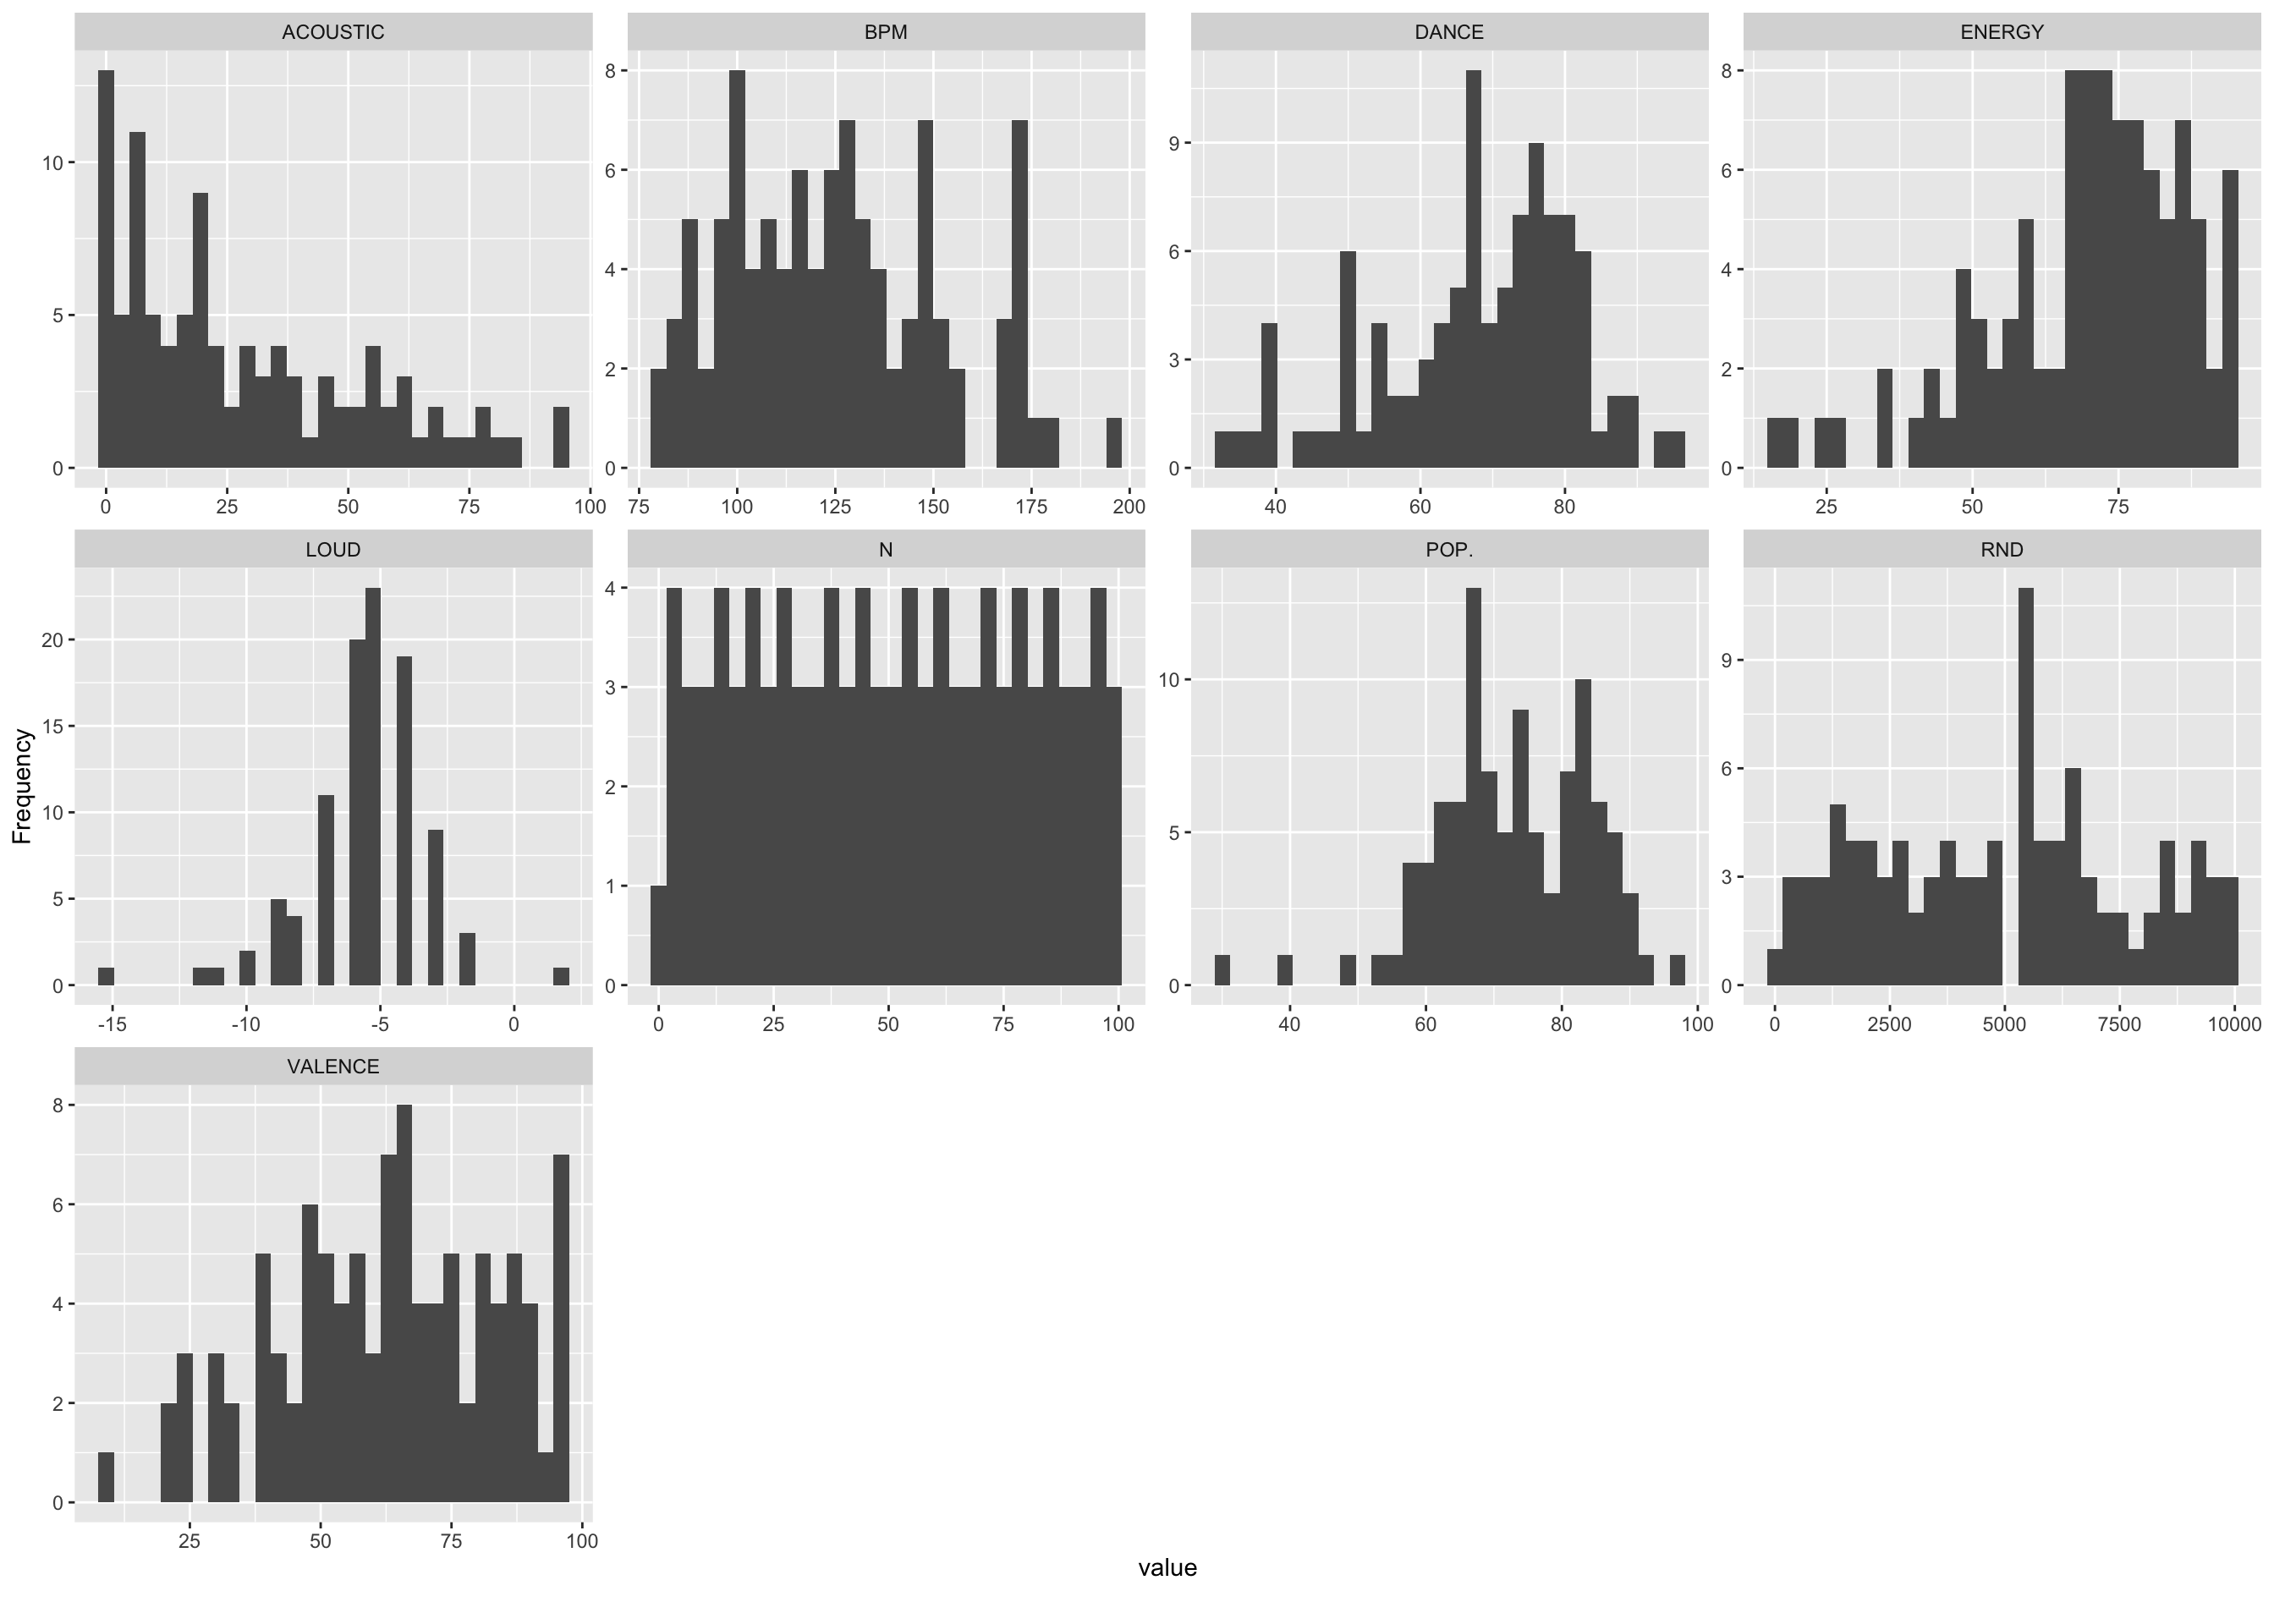 ACOUSTIC BPM DANCE ENERGY
10 5 0
8 6 4 2 0
9 6 3 0
8 6 4 2 0
0 25 50 75 100 75 100 125 150 175 200 40 60 80 25 50 75
LOUD N POP. RND
20 15 10 5 0
4 3 2 1 0
10 5 0
9 6 3 0
-15 -10 -5 0 0 25 50 75 100 40 60 80 100 0 2500 5000 7500 10000
Frequency
VALENCE
8 6 4 2 0
25 50 75 100
value